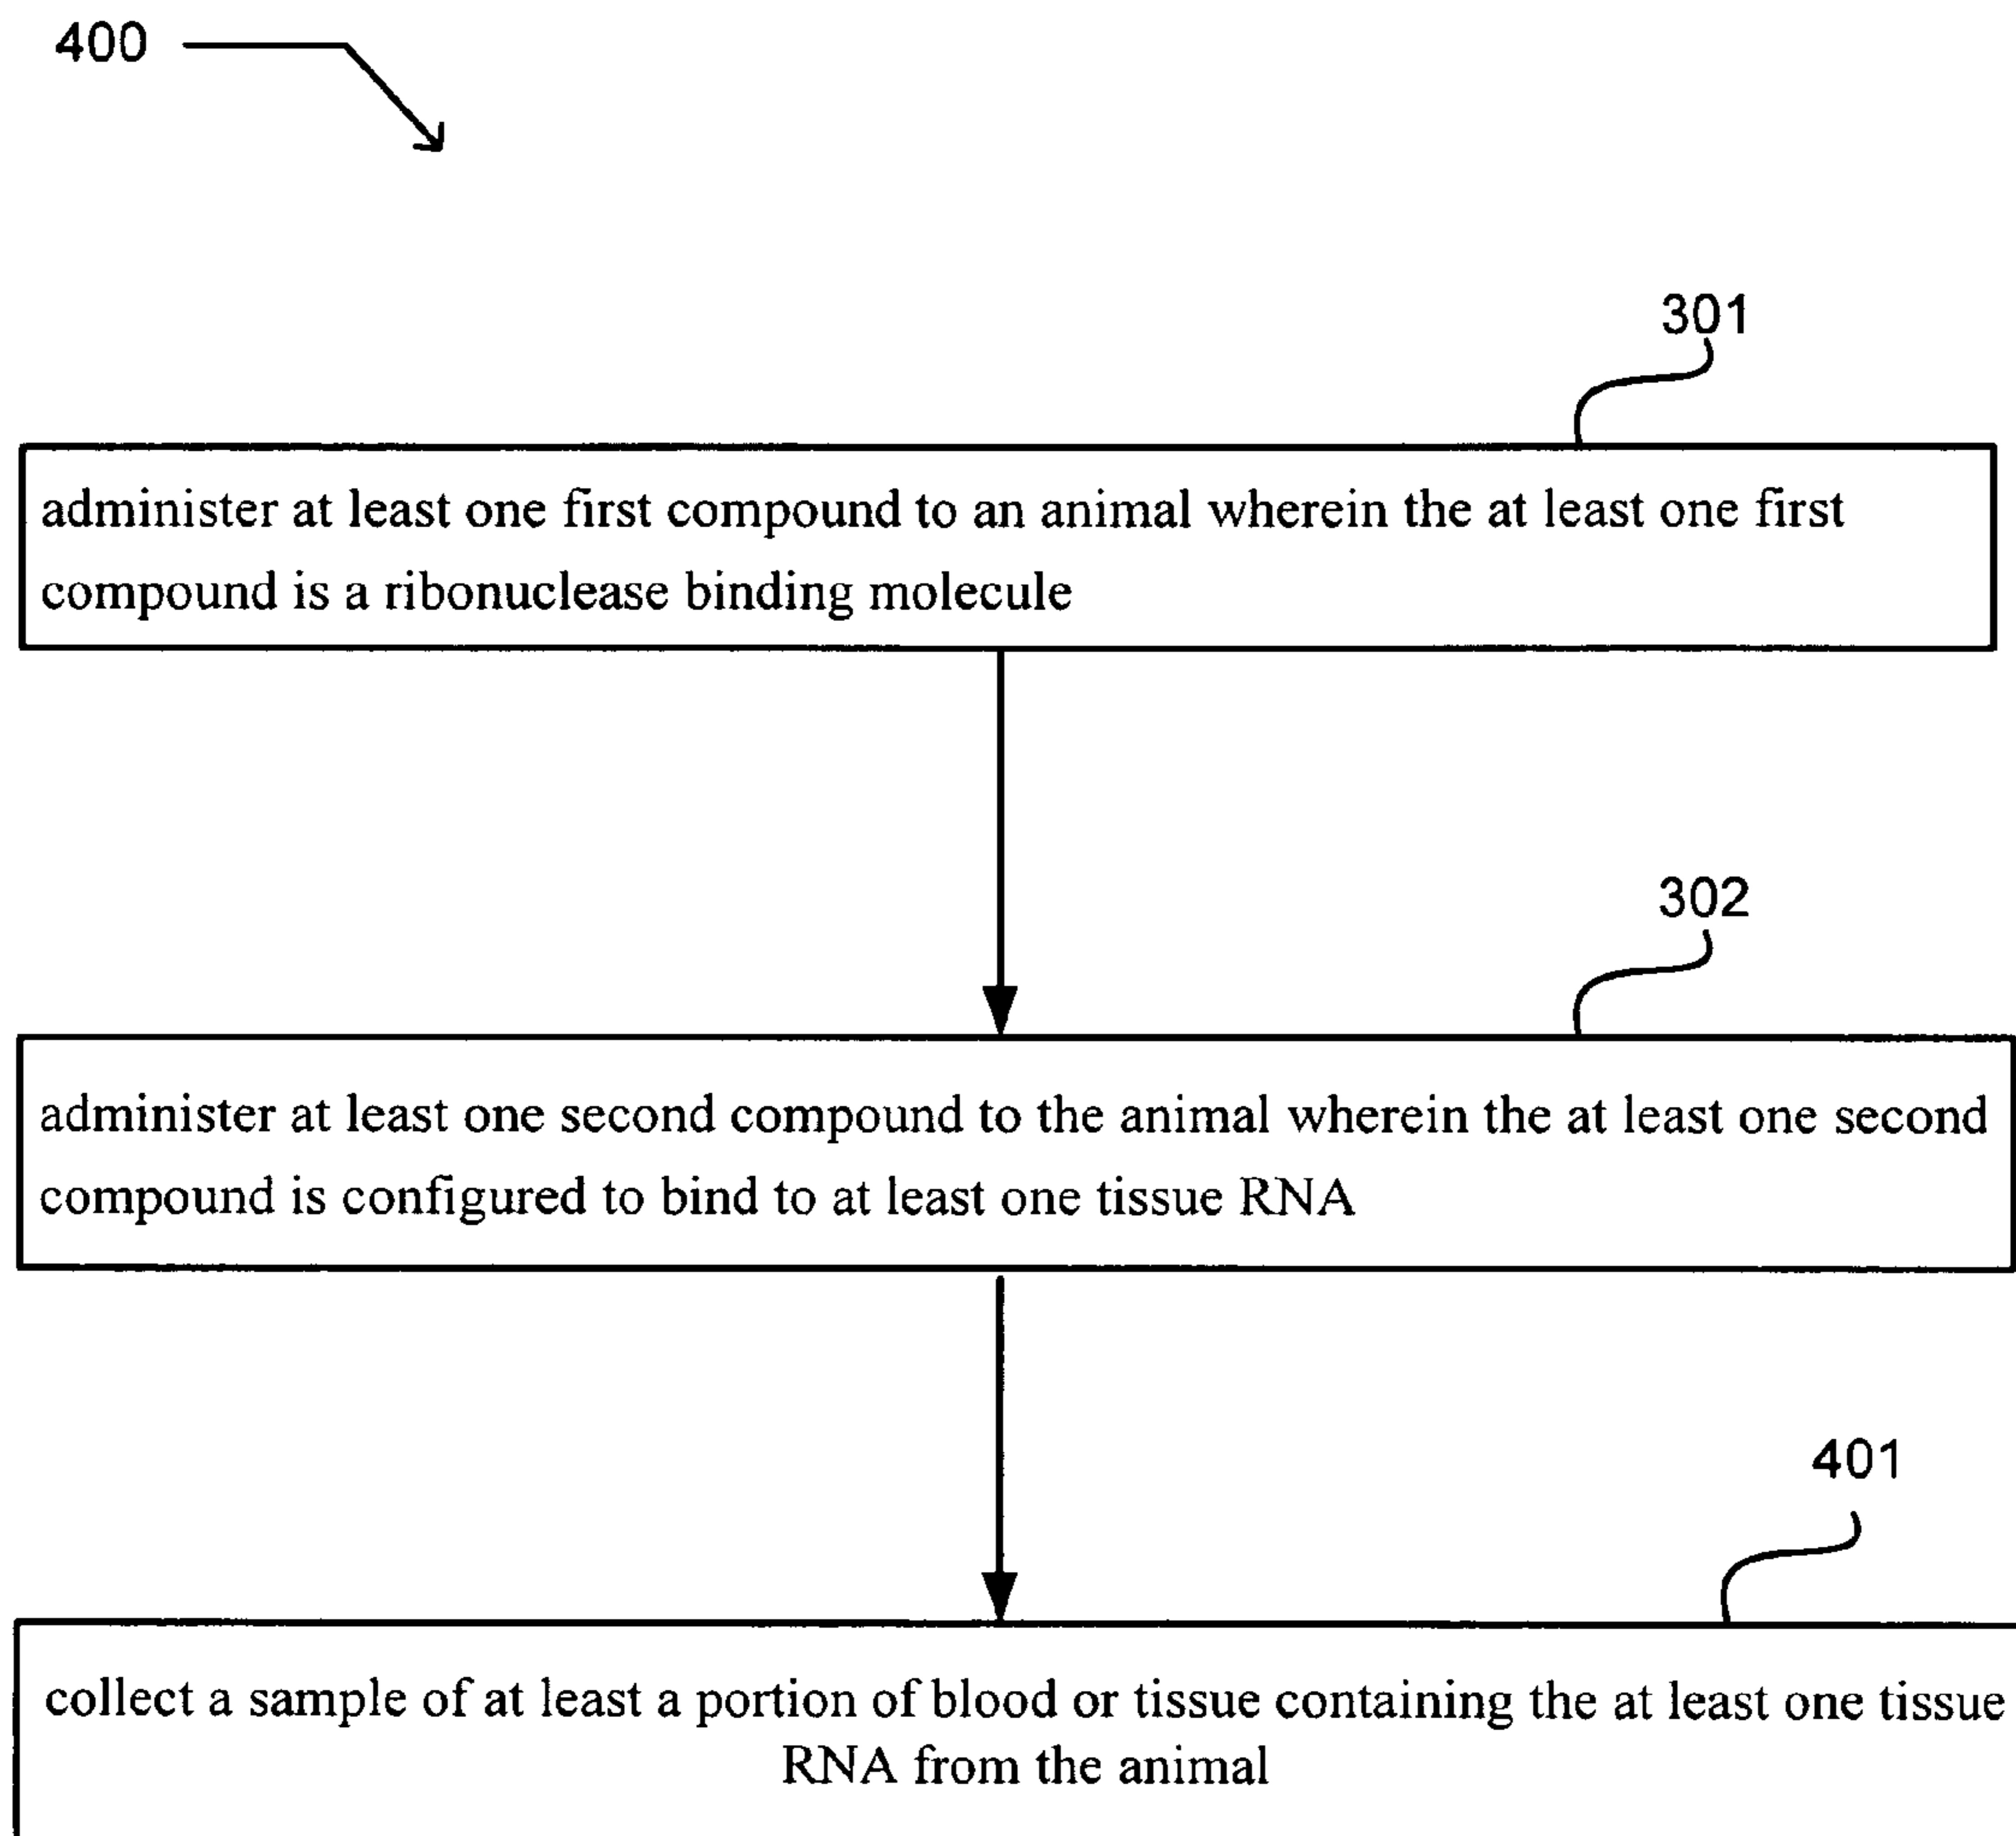 400
301
administer at least one first compound to an animal wherein the at least one first
compound is a ribonuclease binding molecule
302
administer at least one second compound to the animal wherein the at least one second
compound is configured to bind to at least one tissue RNA
401
collect a sample of at least a portion of blood or tissue containing the at least one tissue
RNA from the animal